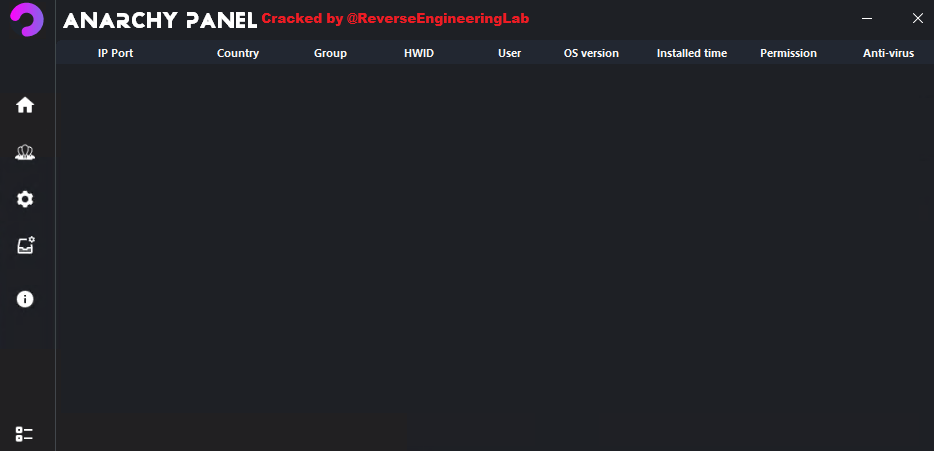 ANARCHY PANEL Cracked by @ReverseEngineeringLab
IP Port Country Group HWID User OS version Installed time Permission Anti-virus